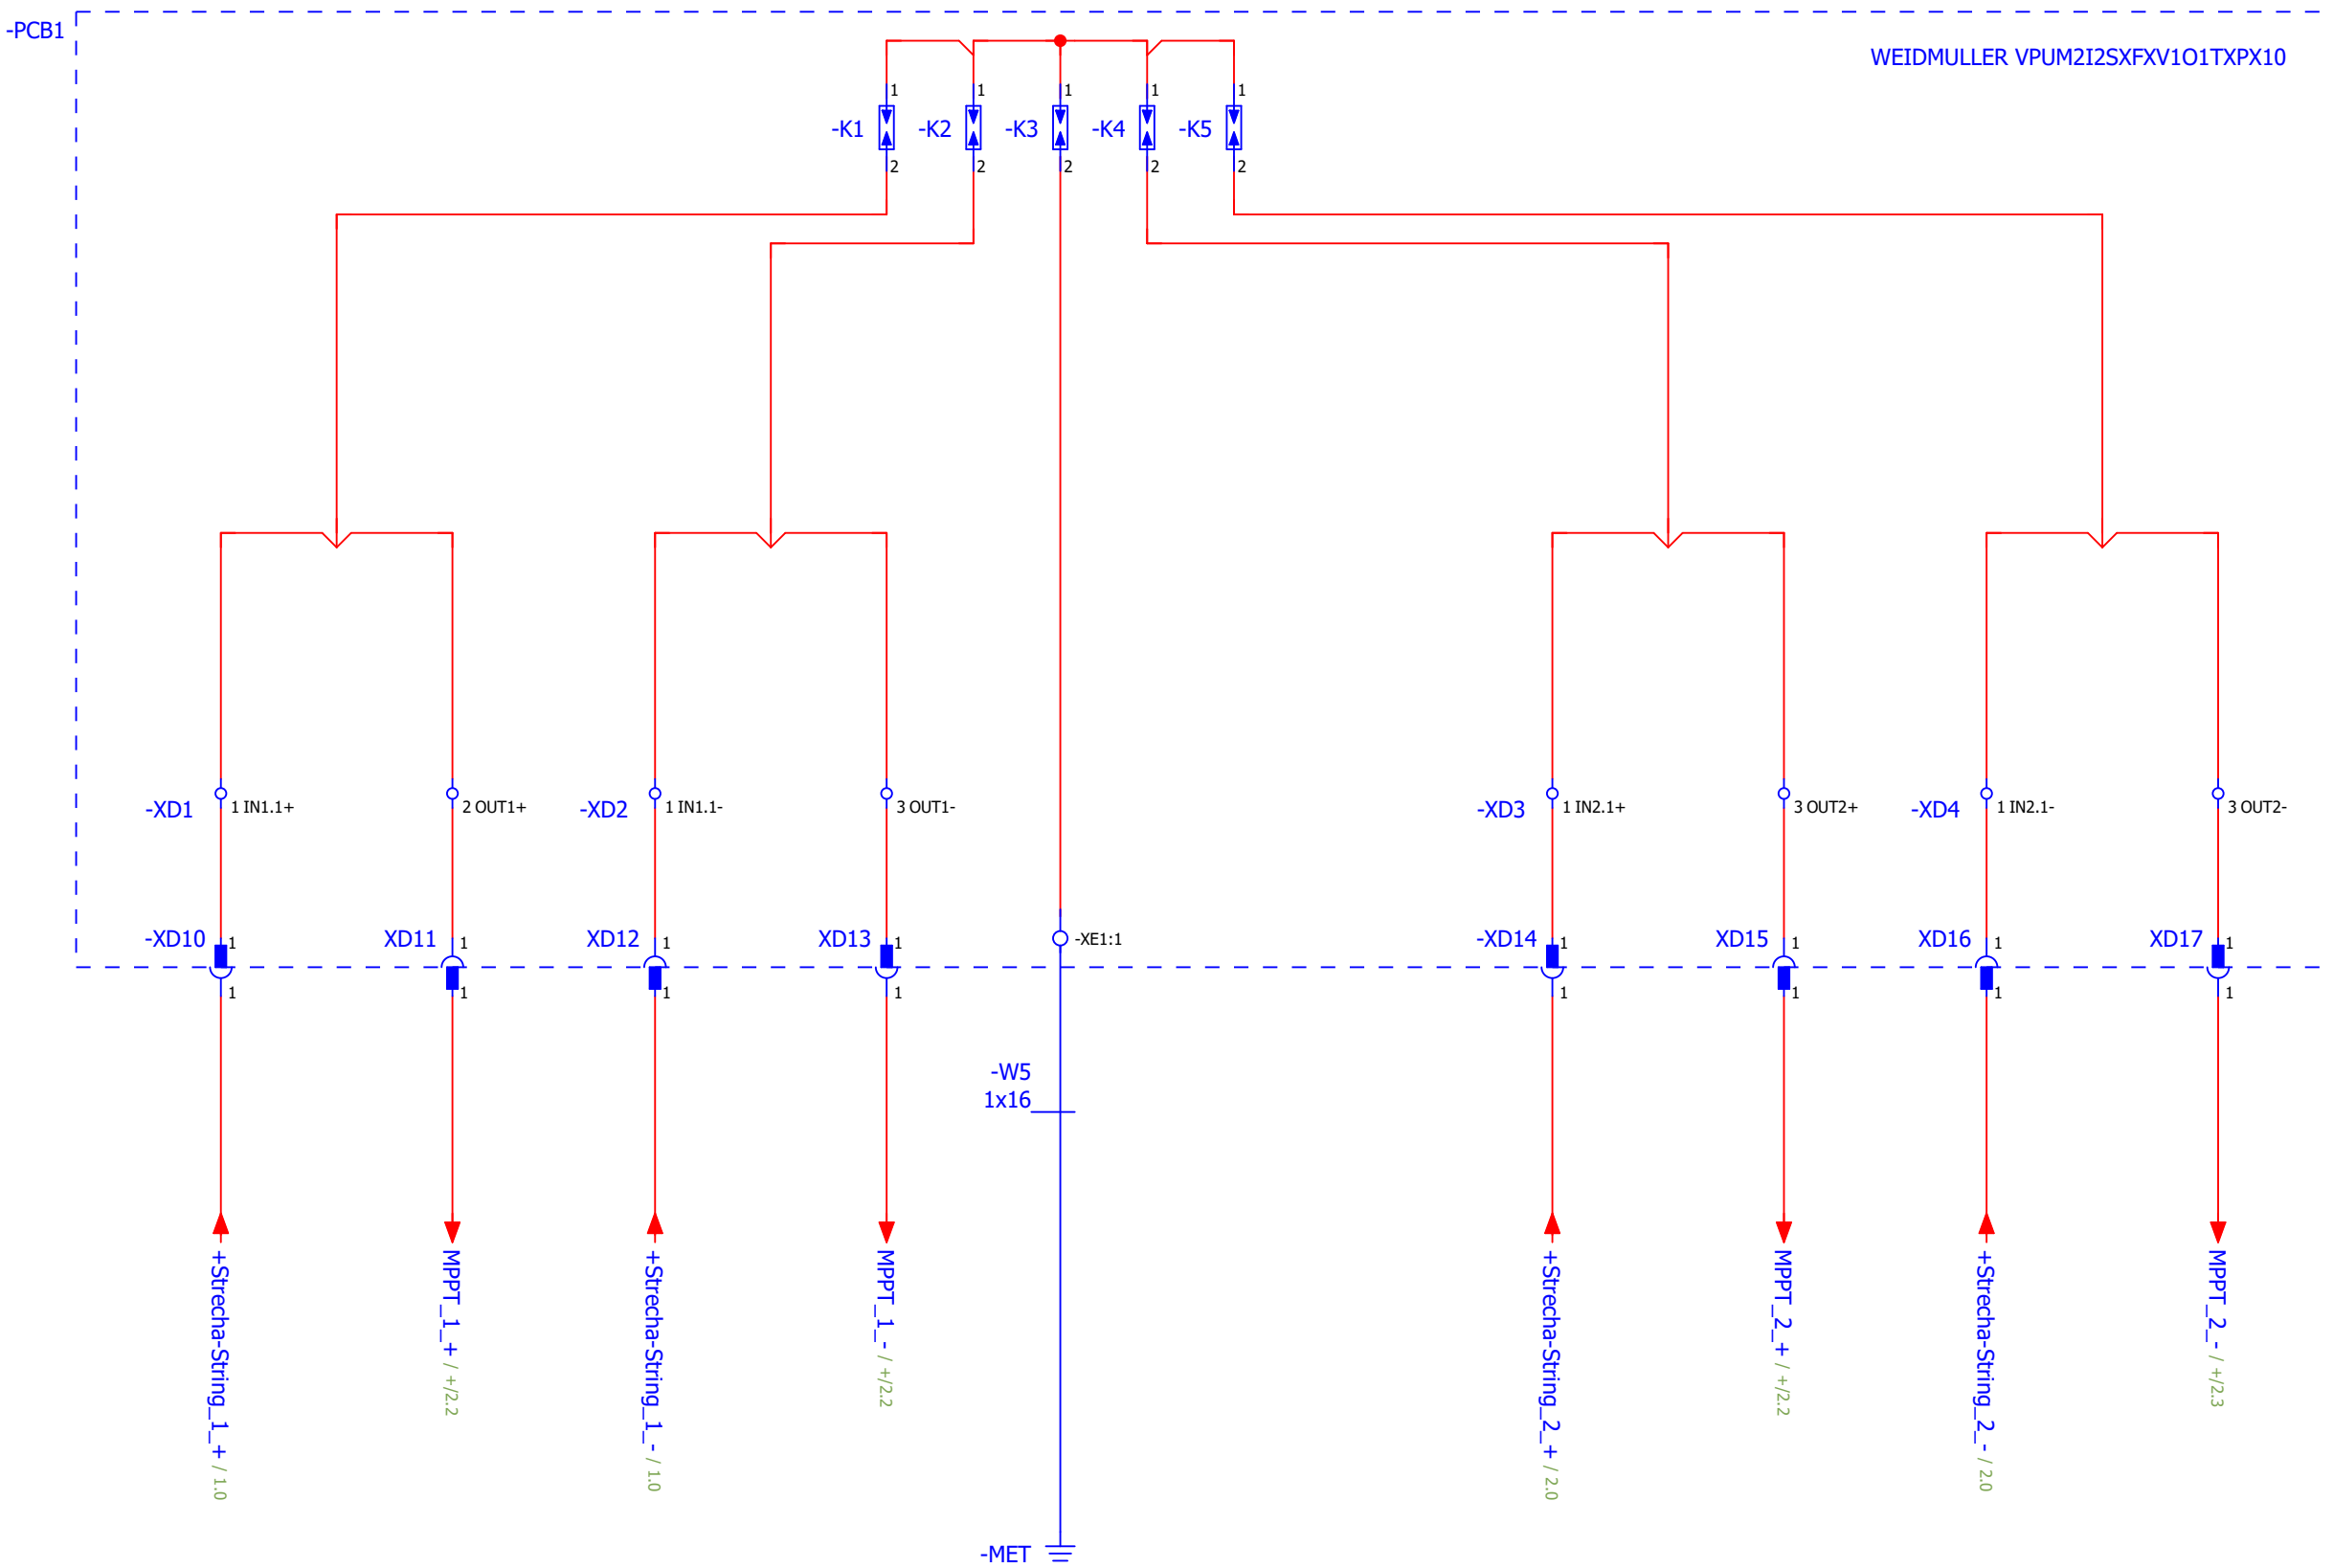 -PCB1
WEIDMULLER VPUM2I2SXFXV1O1TXPX10
1 1 1 1 1
-K1 -K2 -K3 -K4 -K5
2 2 2 2 2
-XD1 1 IN1.1+ 2 OUT1+ -XD2 1 IN1.1- 3 OUT1- -XD3 1 IN2.1+ 3 OUT2+ -XD4 1 IN2.1- 3 OUT2-
-XD10 1 XD11 1 XD12 1 XD13 1 -XE1:1 -XD14 1 XD15 1 XD16 1 XD17 1
1 1 1 1 1 1 1 1
-W5
1x16
+Strecha-String_1_+ / 1.0
MPPT_1_+ / +/2.2
+Strecha-String_1_- / 1.0
MPPT_1_- / +/2.2
+Strecha-String_2_+ / 2.0
MPPT_2_+ / +/2.2
+Strecha-String_2_- / 2.0
MPPT_2_- / +/2.3
-MET